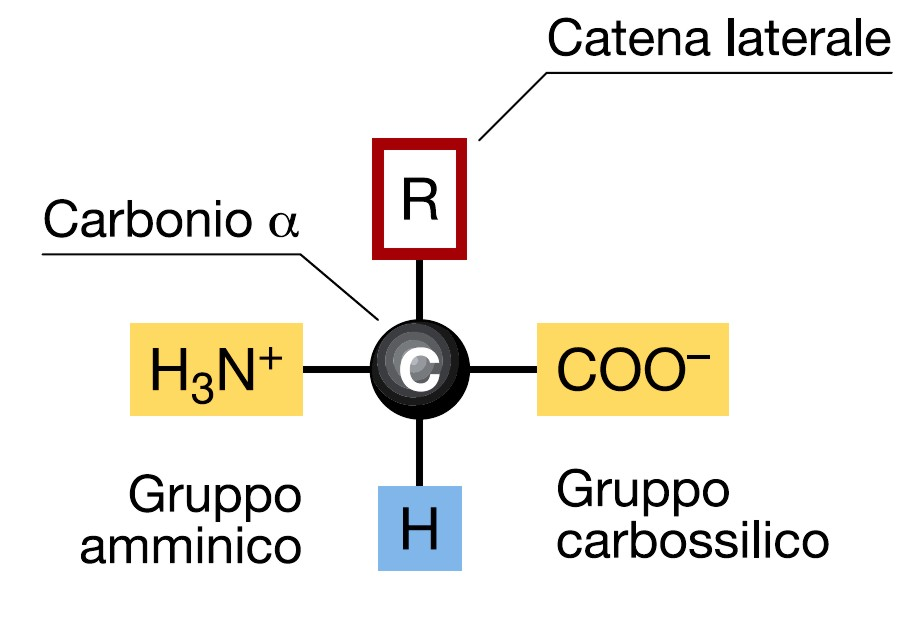 Catena laterale
R
Carbonio α
H₃N⁺
C
COO⁻
Gruppo
amminico
H
Gruppo
carbossilico